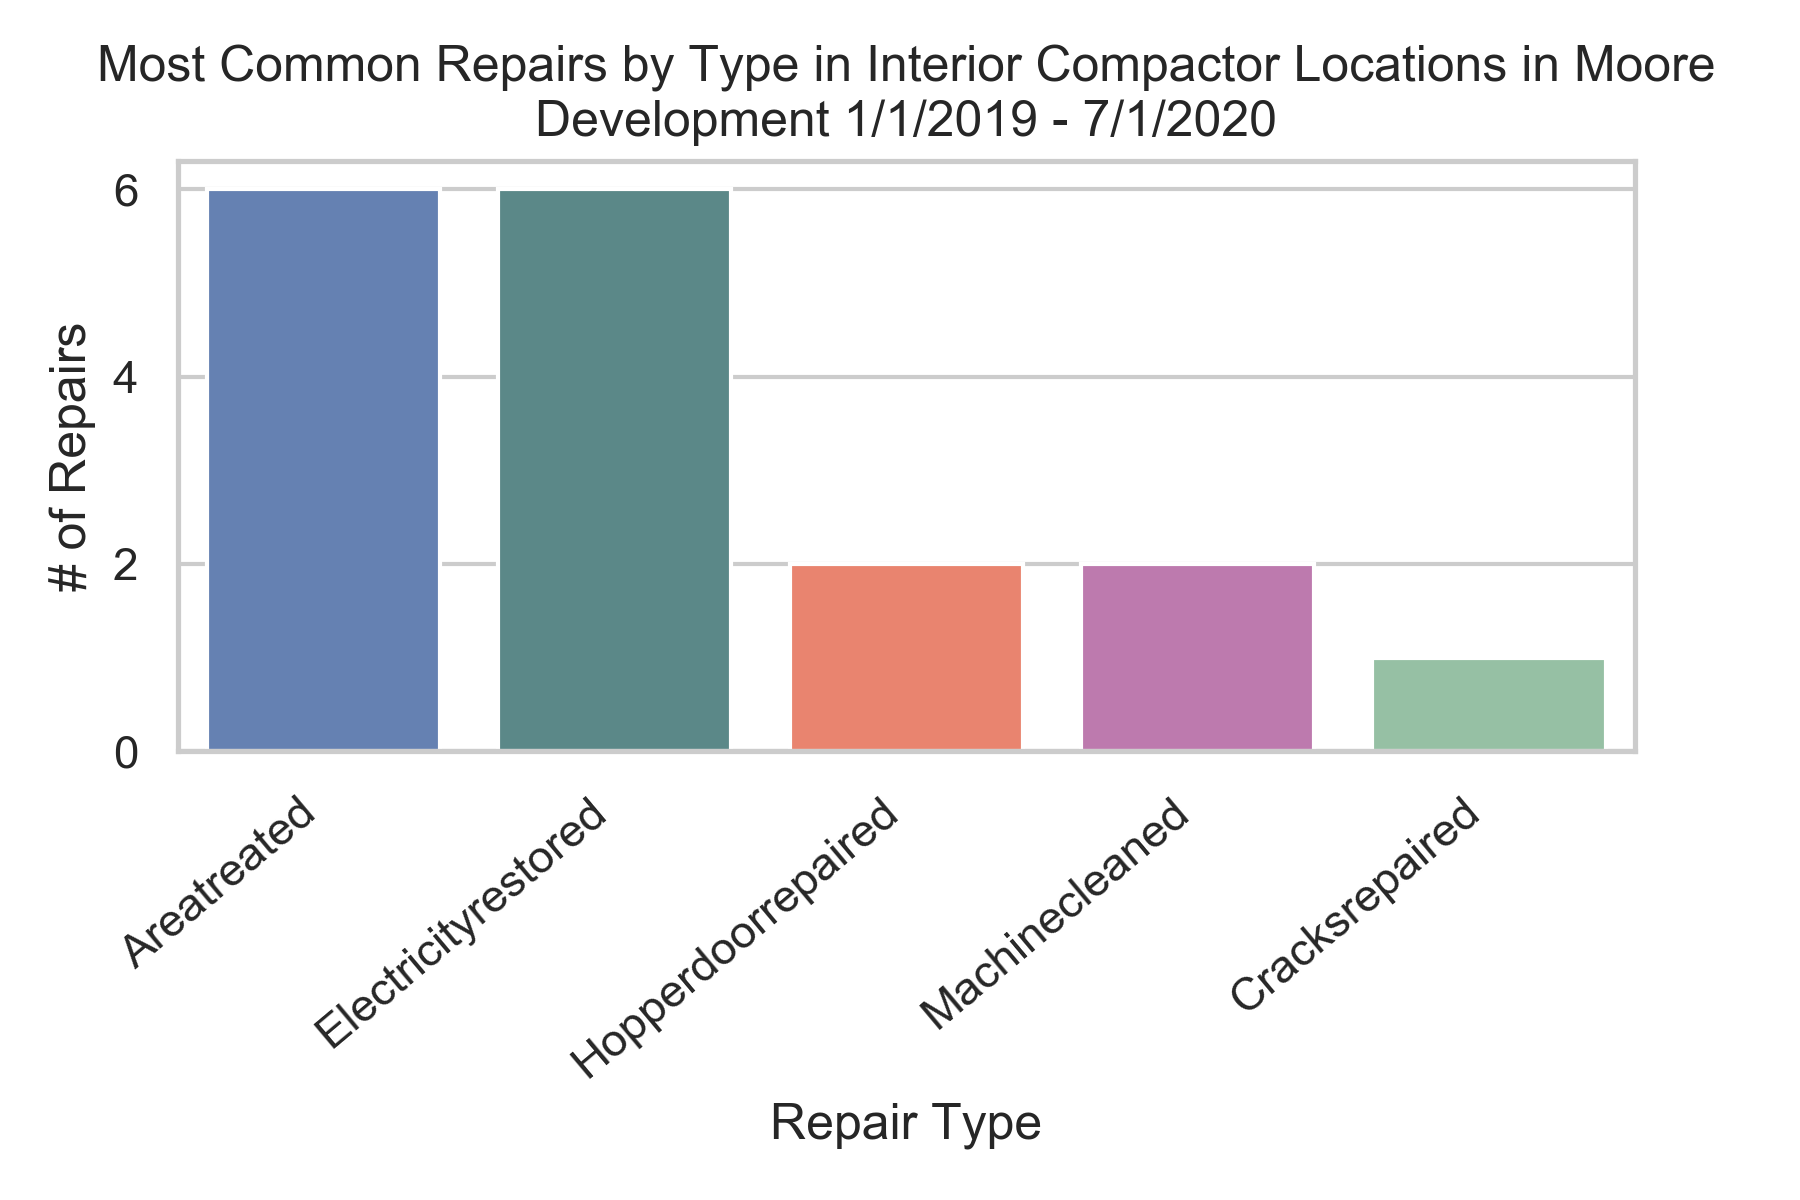 Most Common Repairs by Type in Interior Compactor Locations in Moore
Development 1/1/2019 - 7/1/2020
# of Repairs
6
4
2
0
Areatreated
Electricityrestored
Hopperdoorrepaired
Machinecleaned
Cracksrepaired
Repair Type